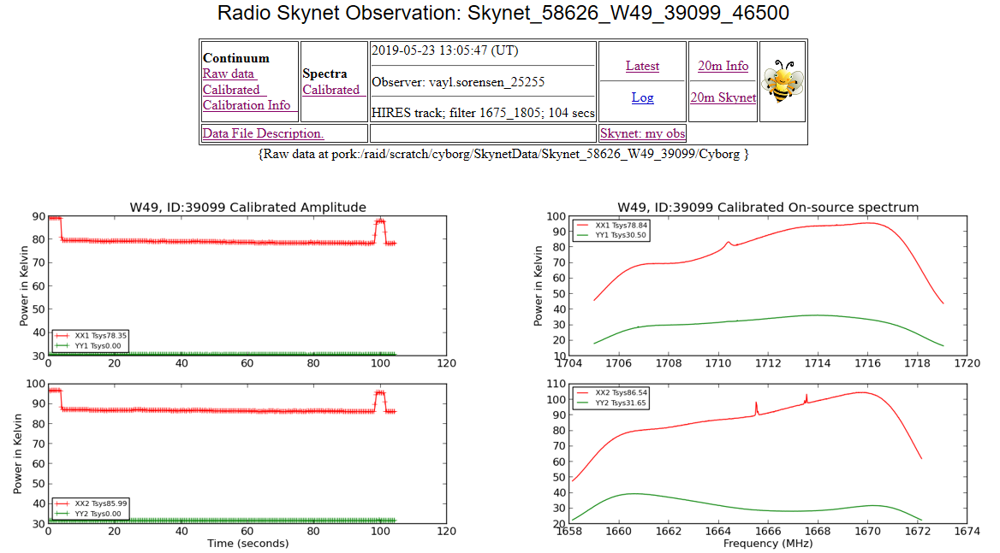 Radio Skynet Observation: Skynet_58626_W49_39099_46500
Continuum
Raw data
Calibrated
Calibration Info
Spectra
Calibrated
2019-05-23 13:05:47 (UT)
Observer: vayl.sorensen_25255
HIRES track; filter 1675_1805; 104 secs
Latest
Log
20m Info
20m Skynet
Data File Description.
Skynet: my obs
{Raw data at pork:/raid/scratch/cyborg/SkynetData/Skynet_58626_W49_39099/Cyborg }
W49, ID:39099 Calibrated Amplitude
Power in Kelvin
90
80
70
60
50
40
30
XX1 Tsys78.35
YY1 Tsys0.00
0 20 40 60 80 100 120
W49, ID:39099 Calibrated On-source spectrum
Power in Kelvin
100
90
80
70
60
50
40
30
20
10
XX1 Tsys78.84
YY1 Tsys30.50
1704 1706 1708 1710 1712 1714 1716 1718 1720
Power in Kelvin
100
90
80
70
60
50
40
30
XX2 Tsys85.99
YY2 Tsys0.00
0 20 40 60 80 100 120
Time (seconds)
110
100
90
80
70
60
50
40
30
20
Power in Kelvin
XX2 Tsys86.54
YY2 Tsys31.65
1658 1660 1662 1664 1666 1668 1670 1672 1674
Frequency (MHz)